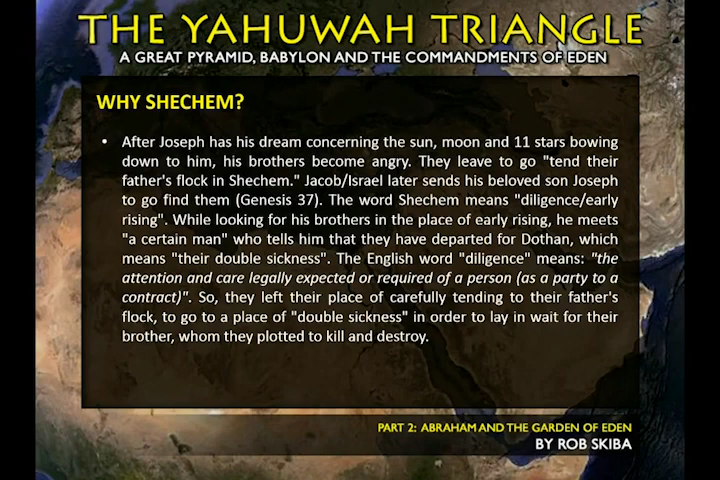 THE YAHUWAH TRIANGLE
A GREAT PYRAMID, BABYLON AND THE COMMANDMENTS OF EDEN
WHY SHECHEM?
• After Joseph has his dream concerning the sun, moon and 11 stars bowing
down to him, his brothers become angry. They leave to go "tend their
father's flock in Shechem." Jacob/Israel later sends his beloved son Joseph
to go find them (Genesis 37). The word Shechem means "diligence/early
rising". While looking for his brothers in the place of early rising, he meets
"a certain man" who tells him that they have departed for Dothan, which
means "their double sickness". The English word "diligence" means: "the
attention and care legally expected or required of a person (as a party to a
contract)". So, they left their place of carefully tending to their father's
flock, to go to a place of "double sickness" in order to lay in wait for their
brother, whom they plotted to kill and destroy.
PART 2: ABRAHAM AND THE GARDEN OF EDEN
BY ROB SKIBA